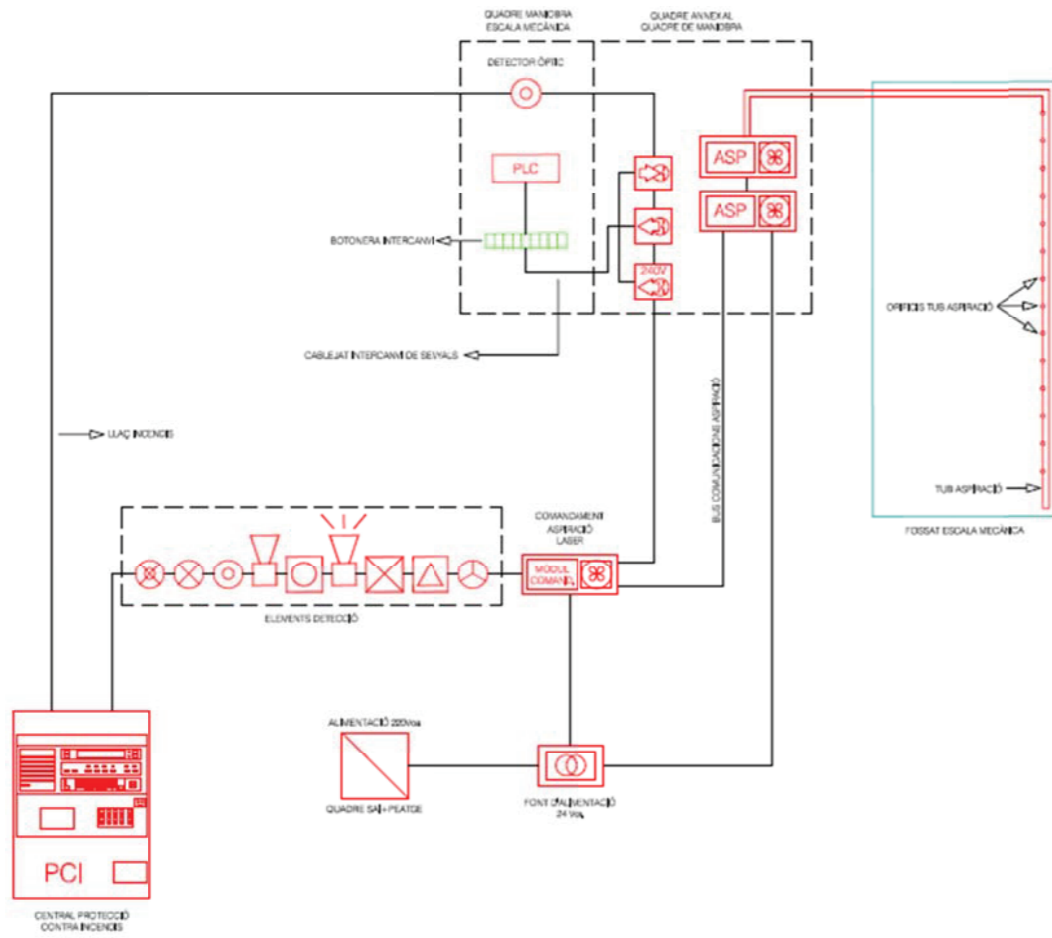 QUADRE MANIOBRA
ESCALA MECÀNICA
QUADRE ANNEXAL
QUADRE DE MANIOBRA
DETECTOR ÒPTIC
PLC
ASP
ASP
BOTONERA INTERCANVI
240V
ORIFICIS TUB ASPIRACIÓ
CABLEJAT INTERCANVI DE SENYALS
LLAÇ INCENDIS
BUS COMUNICACIONS ASPIRACIÓ
TUB ASPIRACIÓ
FOSSAT ESCALA MECÀNICA
COMANDAMENT
ASPIRACIÓ
LASER
MÒDUL
COMAND.
ELEMENTS DETECCIÓ
ALIMENTACIÓ 220Vca
QUADRE SAI+PEATGE
FONT D'ALIMENTACIÓ
24 Vcc
PCI
CENTRAL PROTECCIÓ
CONTRA INCENDIS